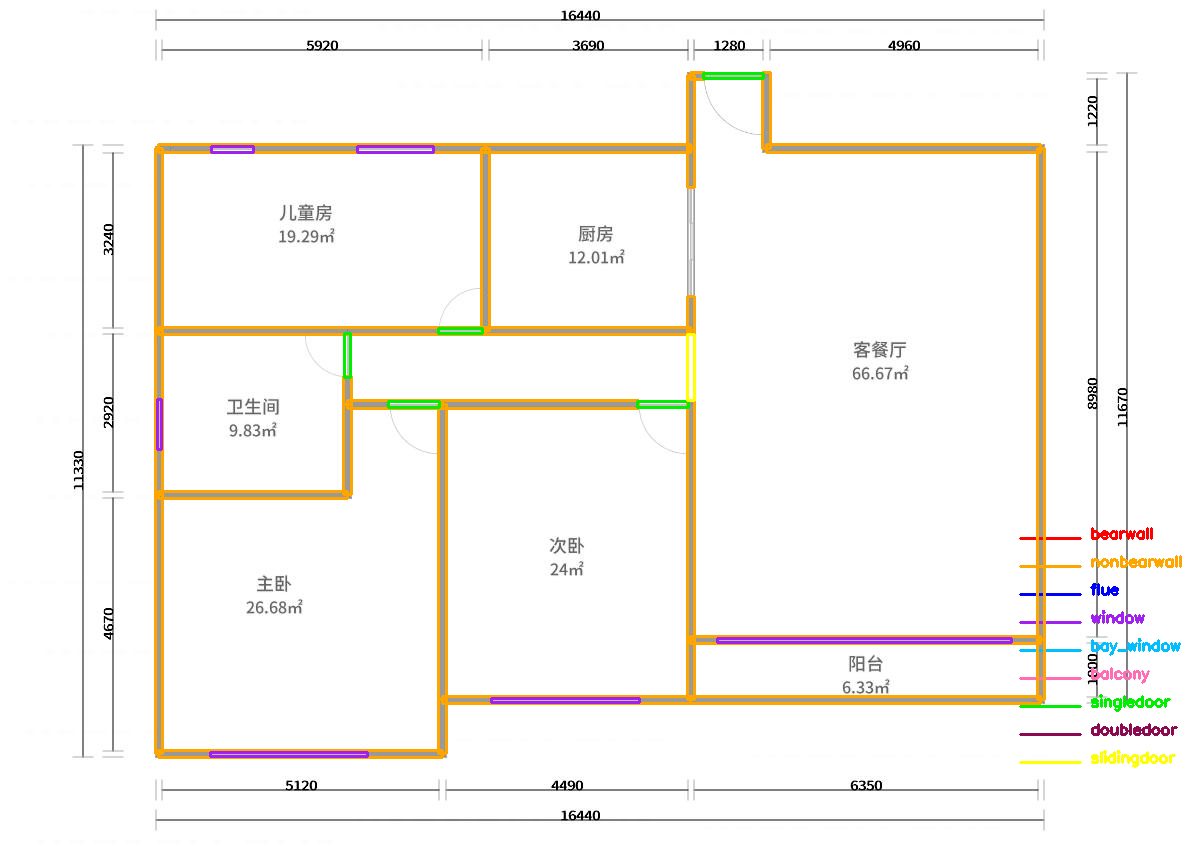 16440
5920
3690
1280
4960
1220
3240
儿童房
19.29㎡
厨房
12.01㎡
客餐厅
66.67㎡
2920
卫生间
9.83㎡
8980
11670
11330
次卧
24㎡
主卧
26.68㎡
4670
阳台
6.33㎡
bearwall
nonbearwall
flue
window
bay_window
balcony
singledoor
doubledoor
slidingdoor
5120
4490
6350
16440